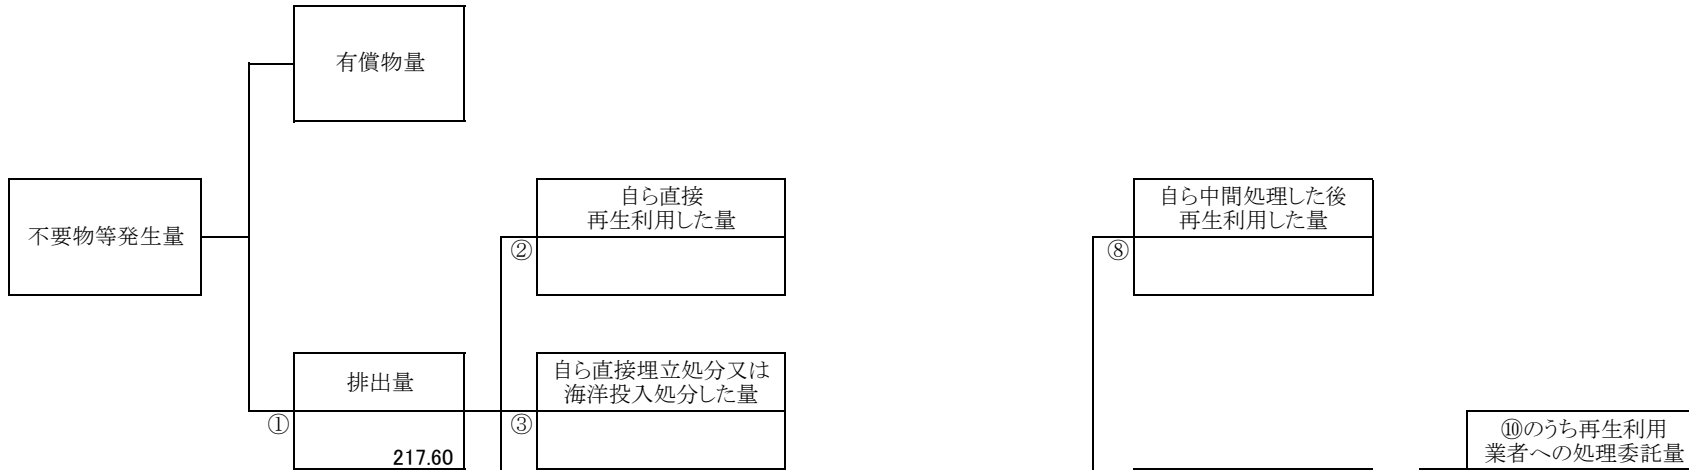 有償物量
不要物等発生量
自ら直接
再生利用した量
②
自ら中間処理した後
再生利用した量
⑧
排出量
①
217.60
自ら直接埋立処分又は
海洋投入処分した量
③
⑩のうち再生利用
業者への処理委託量